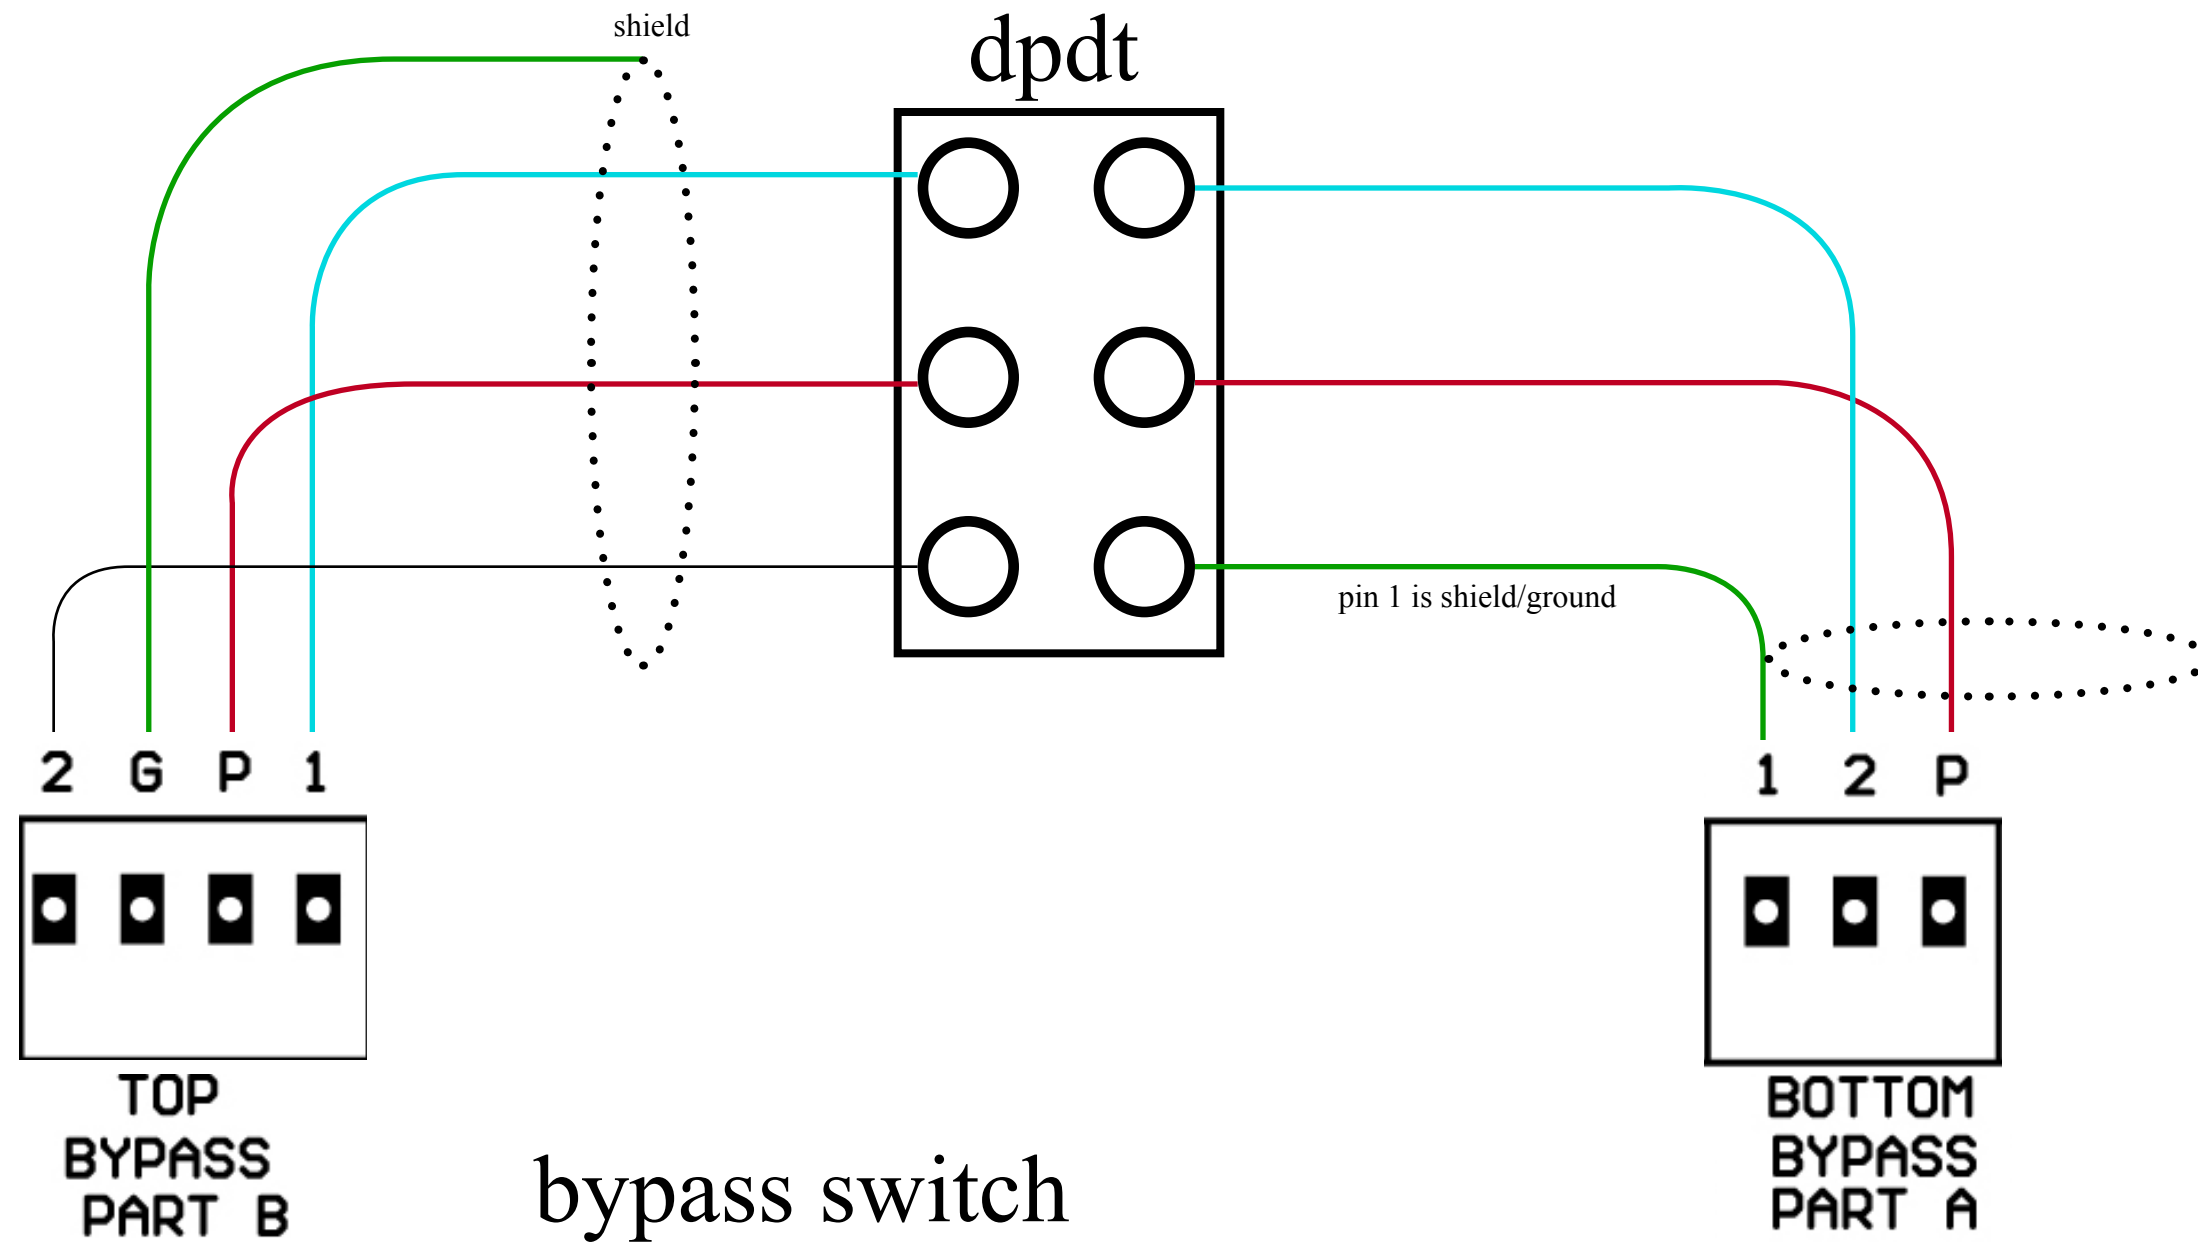 shield
dpdt
pin 1 is shield/ground
2 G P 1
1 2 P
TOP
BYPASS
PART B
BOTTOM
BYPASS
PART A
bypass switch